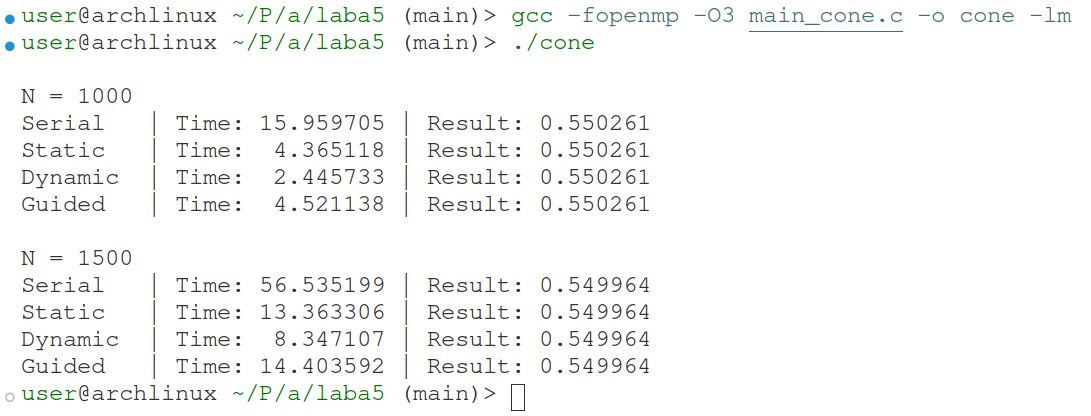 user@archlinux ~/P/a/laba5 (main)> gcc -fopenmp -O3 main_cone.c -o cone -lm
user@archlinux ~/P/a/laba5 (main)> ./cone
N = 1000
Serial   | Time: 15.959705 | Result: 0.550261
Static   | Time:  4.365118 | Result: 0.550261
Dynamic  | Time:  2.445733 | Result: 0.550261
Guided   | Time:  4.521138 | Result: 0.550261
N = 1500
Serial   | Time: 56.535199 | Result: 0.549964
Static   | Time: 13.363306 | Result: 0.549964
Dynamic  | Time:  8.347107 | Result: 0.549964
Guided   | Time: 14.403592 | Result: 0.549964
user@archlinux ~/P/a/laba5 (main)>